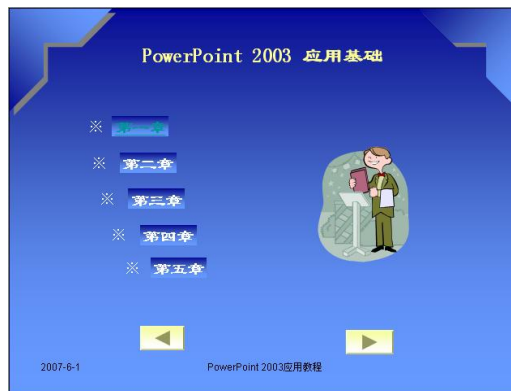 PowerPoint 2003 应用基础
※ 第一章
※ 第二章
※ 第三章
※ 第四章
※ 第五章
2007-6-1 PowerPoint 2003应用教程